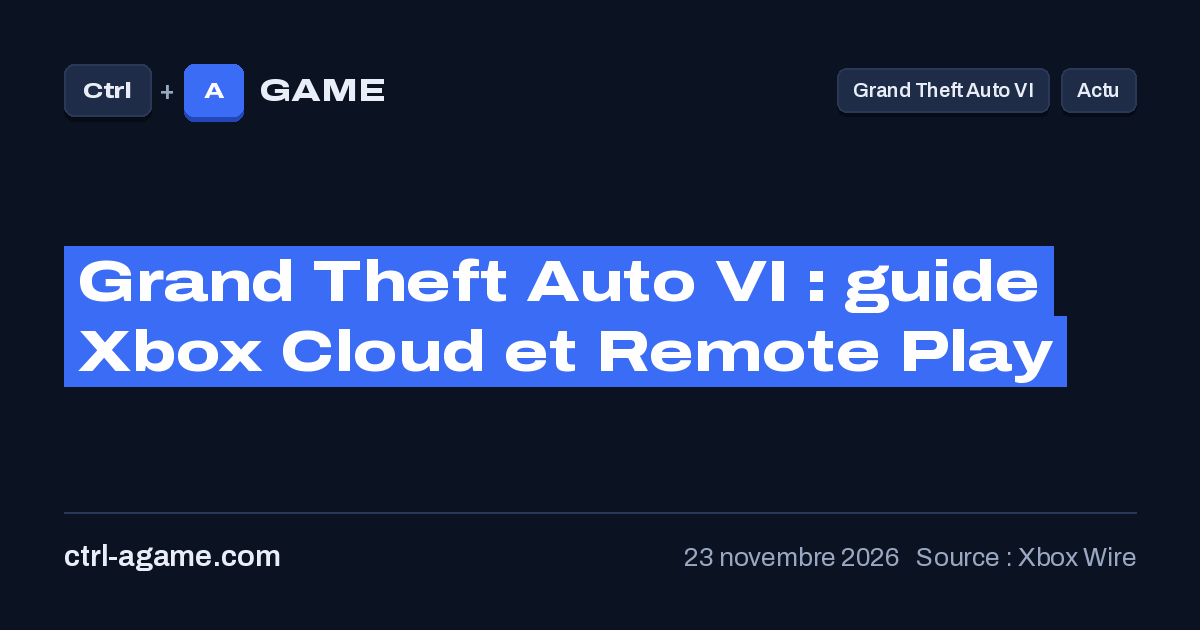 Ctrl + A GAME
Grand Theft Auto VI Actu
Grand Theft Auto VI : guide
Xbox Cloud et Remote Play
ctrl-agame.com
23 novembre 2026 Source : Xbox Wire